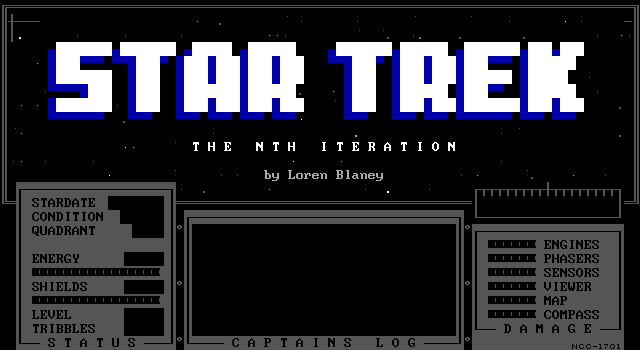 STAR TREK
THE NTH ITERATION
by Loren Blaney
STARDATE
CONDITION
QUADRANT
ENERGY
SHIELDS
LEVEL
TRIBBLES
STATUS
CAPTAINS LOG
ENGINES
PHASERS
SENSORS
VIEWER
MAP
COMPASS
DAMAGE
NCC-1701